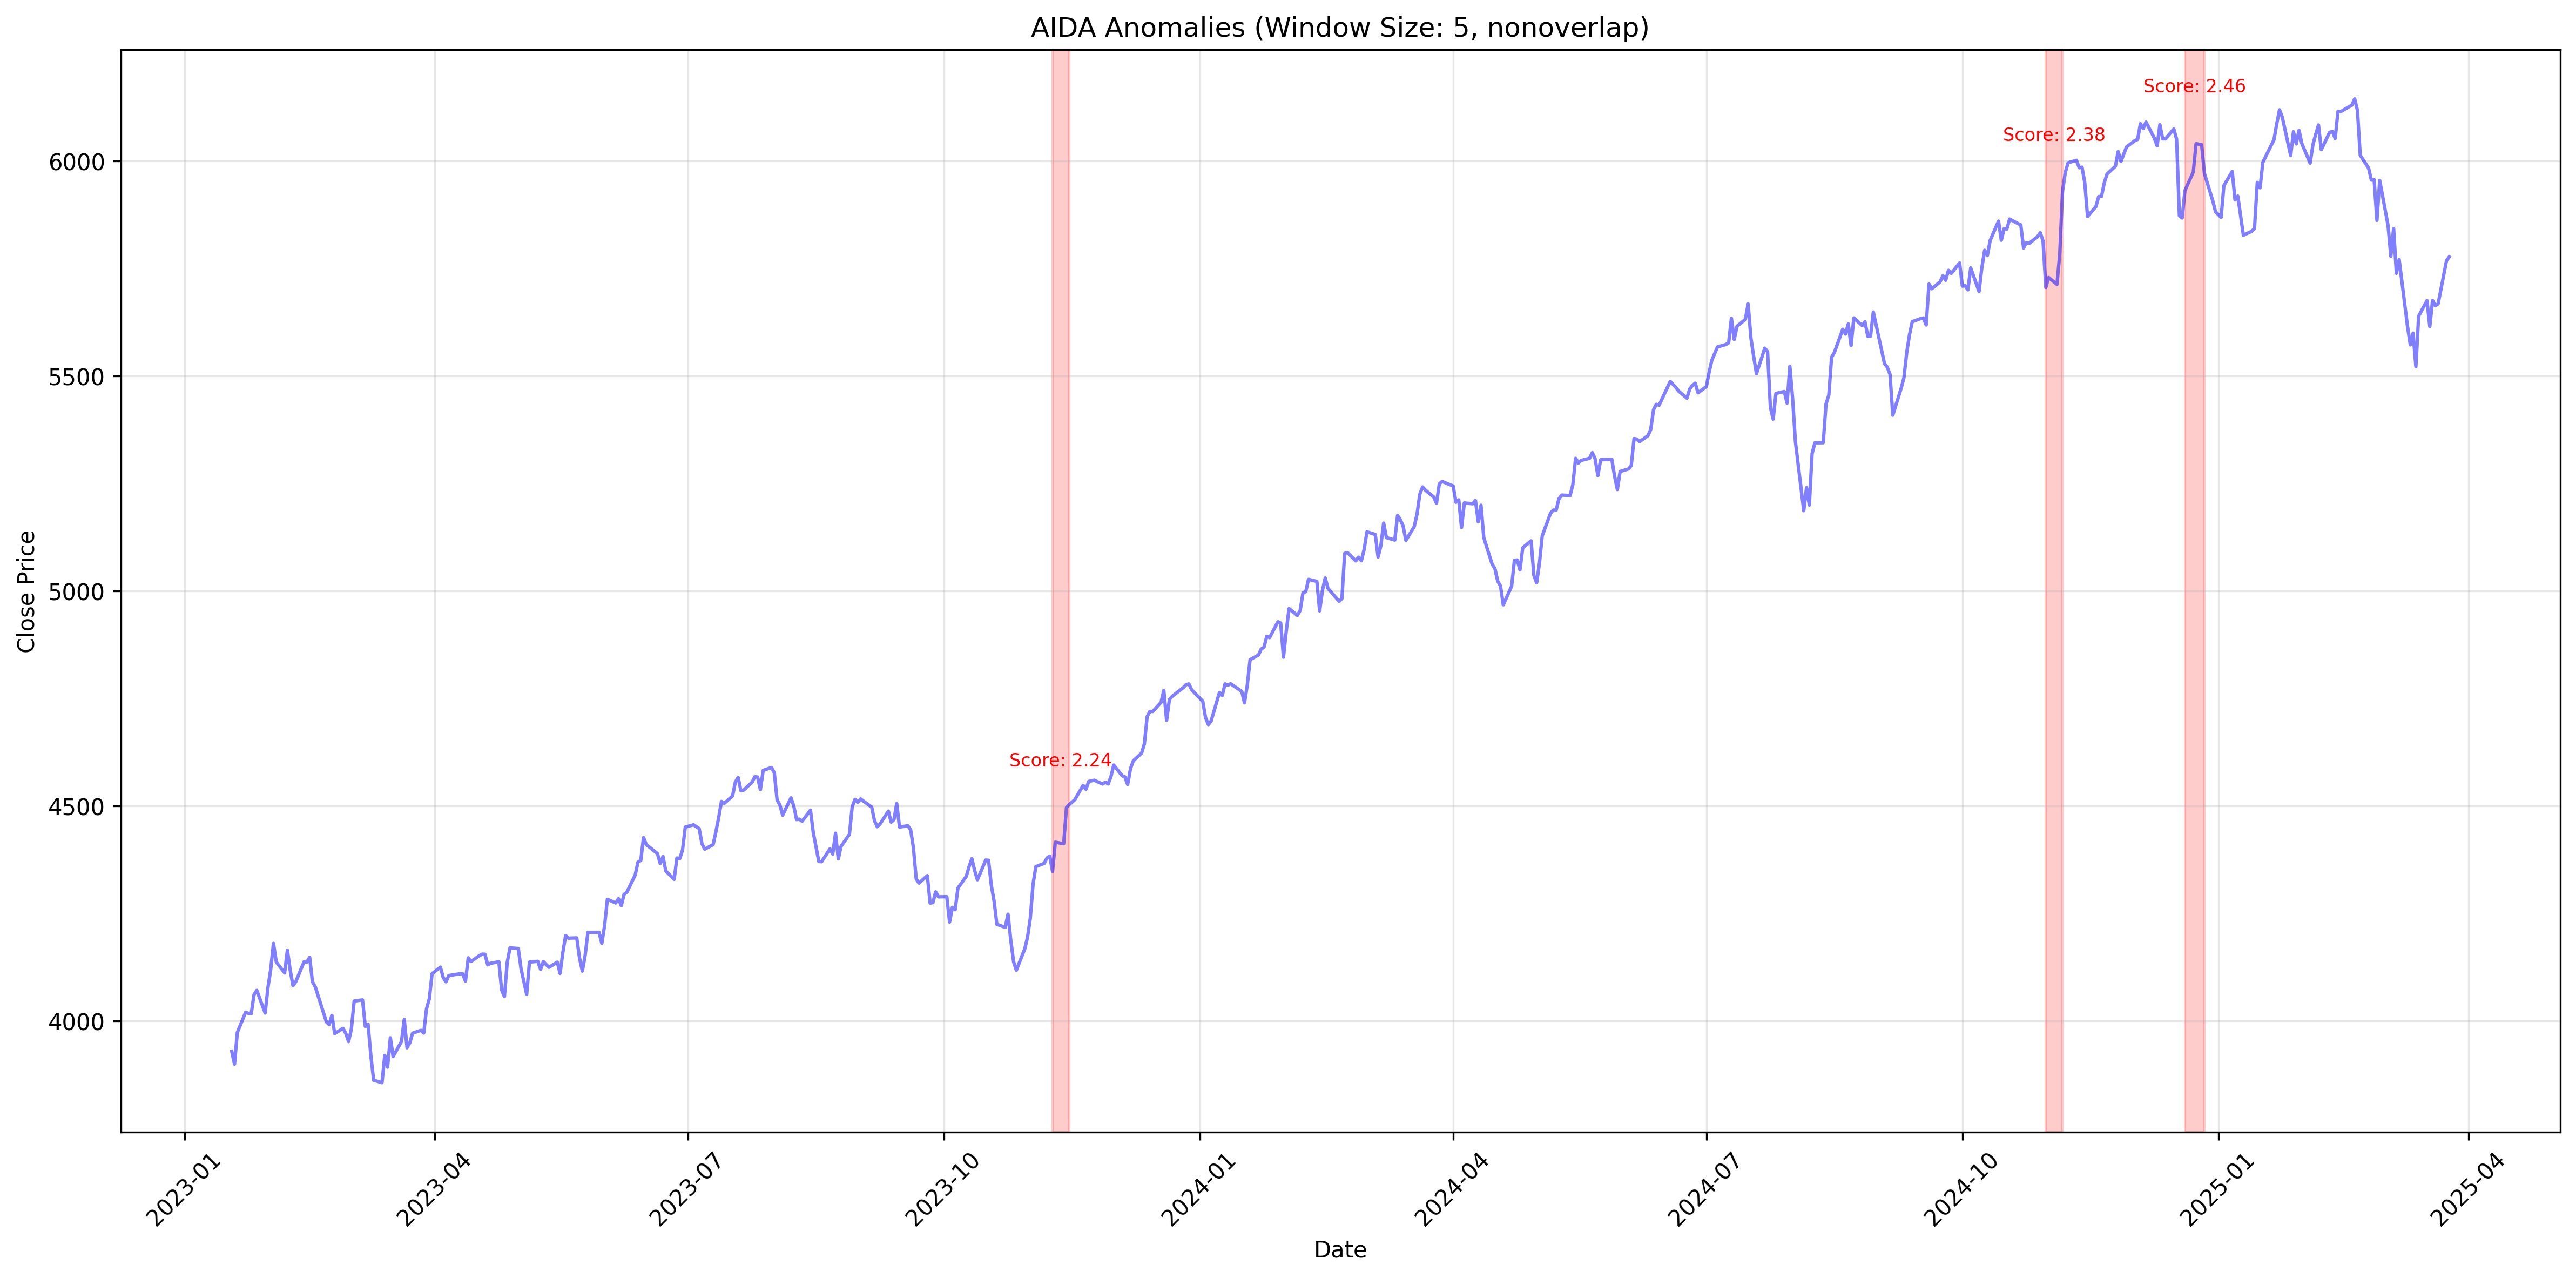 AIDA Anomalies (Window Size: 5, nonoverlap)
Score: 2.46
Score: 2.38
Score: 2.24
Close Price
6000
5500
5000
4500
4000
2023-01
2023-04
2023-07
2023-10
2024-01
2024-04
2024-07
2024-10
2025-01
2025-04
Date